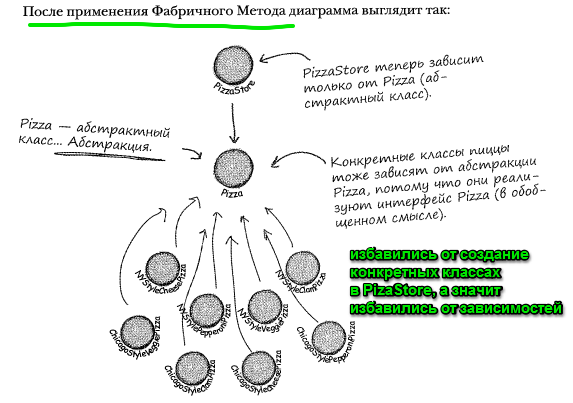 После применения Фабричного Метода диаграмма выглядит так:
PizzaStore
PizzaStore теперь зависит
только от Pizza (аб-
страктный класс).
Pizza — абстрактный
класс... Абстракция.
Pizza
Конкретные классы пиццы
тоже зависят от абстракции
Pizza, потому что они реали-
зуют интерфейс Pizza (в обоб-
щенном смысле).
NYStyleCheesePizza
NYStyleClamPizza
NYStylePepperoniPizza
NYStyleVeggiePizza
ChicagoStyleVeggiePizza
ChicagoStylePepperoniPizza
ChicagoStyleClamPizza
ChicagoStyleCheesePizza
избавились от создание
конкретных классах
в PizaStore, а значит
избавились от зависимостей